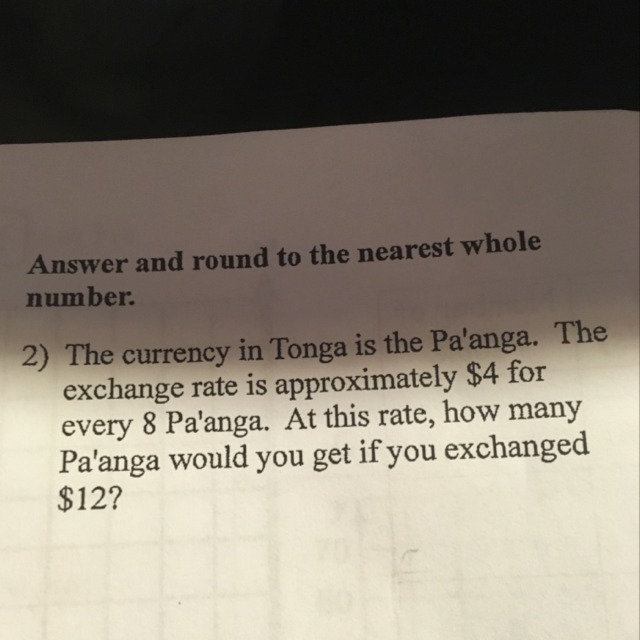 Answer and round to the nearest whole
number.
2) The currency in Tonga is the Pa'anga. The
exchange rate is approximately $4 for
every 8 Pa'anga. At this rate, how many
Pa'anga would you get if you exchanged
$12?